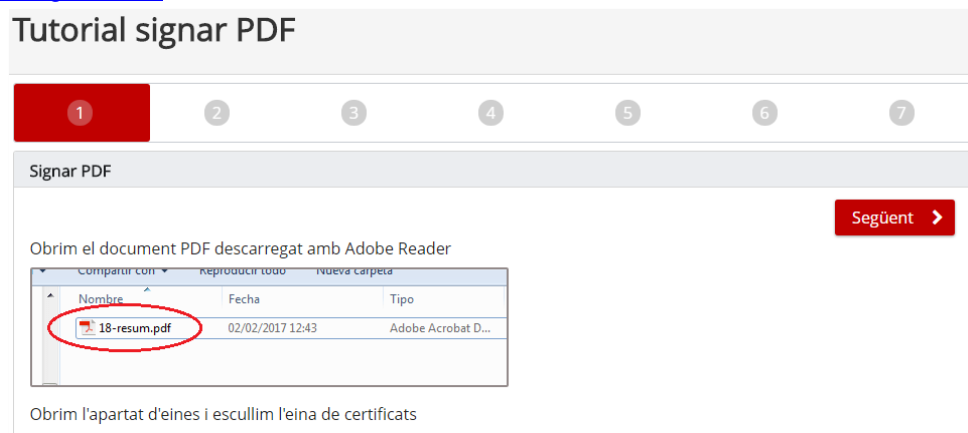 Tutorial signar PDF
1 2 3 4 5 6 7
Signar PDF
Següent
Obrim el document PDF descarregat amb Adobe Reader
Compartir con Reproducir todo Nueva carpeta
Nombre Fecha Tipo
18-resum.pdf 02/02/2017 12:43 Adobe Acrobat D...
Obrim l'apartat d'eines i escullim l'eina de certificats